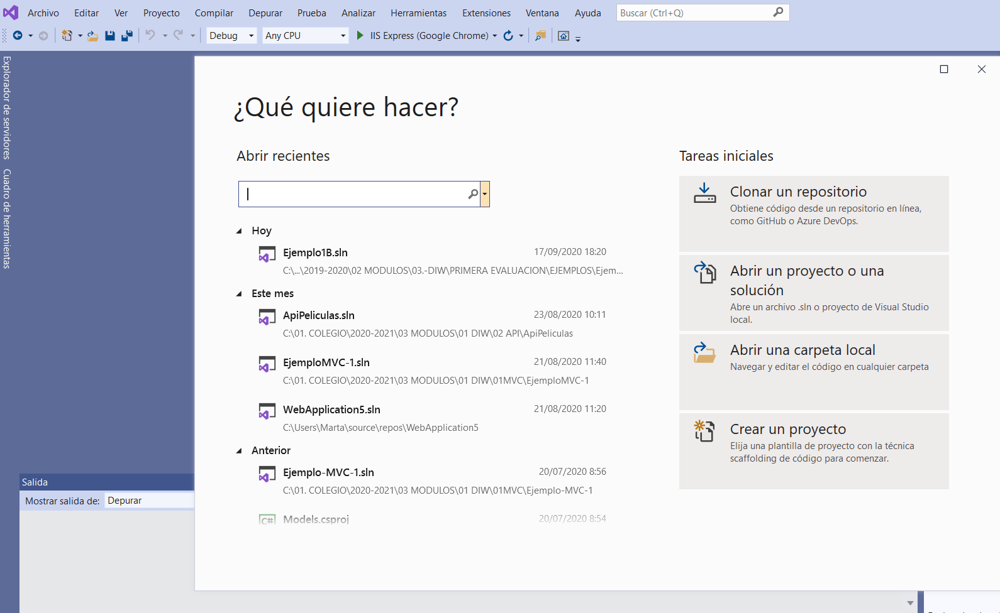 Archivo Editar Ver Proyecto Compilar Depurar Prueba Analizar Herramientas Extensiones Ventana Ayuda Buscar (Ctrl+Q)
Debug Any CPU IIS Express (Google Chrome)
Explorador de servidores
Cuadro de herramientas
¿Qué quiere hacer?
Abrir recientes
Hoy
Ejemplo1B.sln 17/09/2020 18:20
C:\...\2019-2020\02 MODULOS\03.-DIW\PRIMERA EVALUACION\EJEMPLOS\Ejem...
Este mes
ApiPeliculas.sln 23/08/2020 10:11
C:\01. COLEGIO\2020-2021\03 MODULOS\01 DIW\02 API\ApiPeliculas
EjemploMVC-1.sln 21/08/2020 11:40
C:\01. COLEGIO\2020-2021\03 MODULOS\01 DIW\01MVC\EjemploMVC-1
WebApplication5.sln 21/08/2020 11:20
C:\Users\Marta\source\repos\WebApplication5
Anterior
Ejemplo-MVC-1.sln 20/07/2020 8:56
C:\01. COLEGIO\2020-2021\03 MODULOS\01 DIW\01MVC\Ejemplo-MVC-1
C# Models.csproj 20/07/2020 8:54
Tareas iniciales
Clonar un repositorio
Obtiene código desde un repositorio en línea,
como GitHub o Azure DevOps.
Abrir un proyecto o una
solución
Abre un archivo .sln o proyecto de Visual Studio
local.
Abrir una carpeta local
Navegar y editar el código en cualquier carpeta
Crear un proyecto
Elija una plantilla de proyecto con la técnica
scaffolding de código para comenzar.
Salida
Mostrar salida de: Depurar